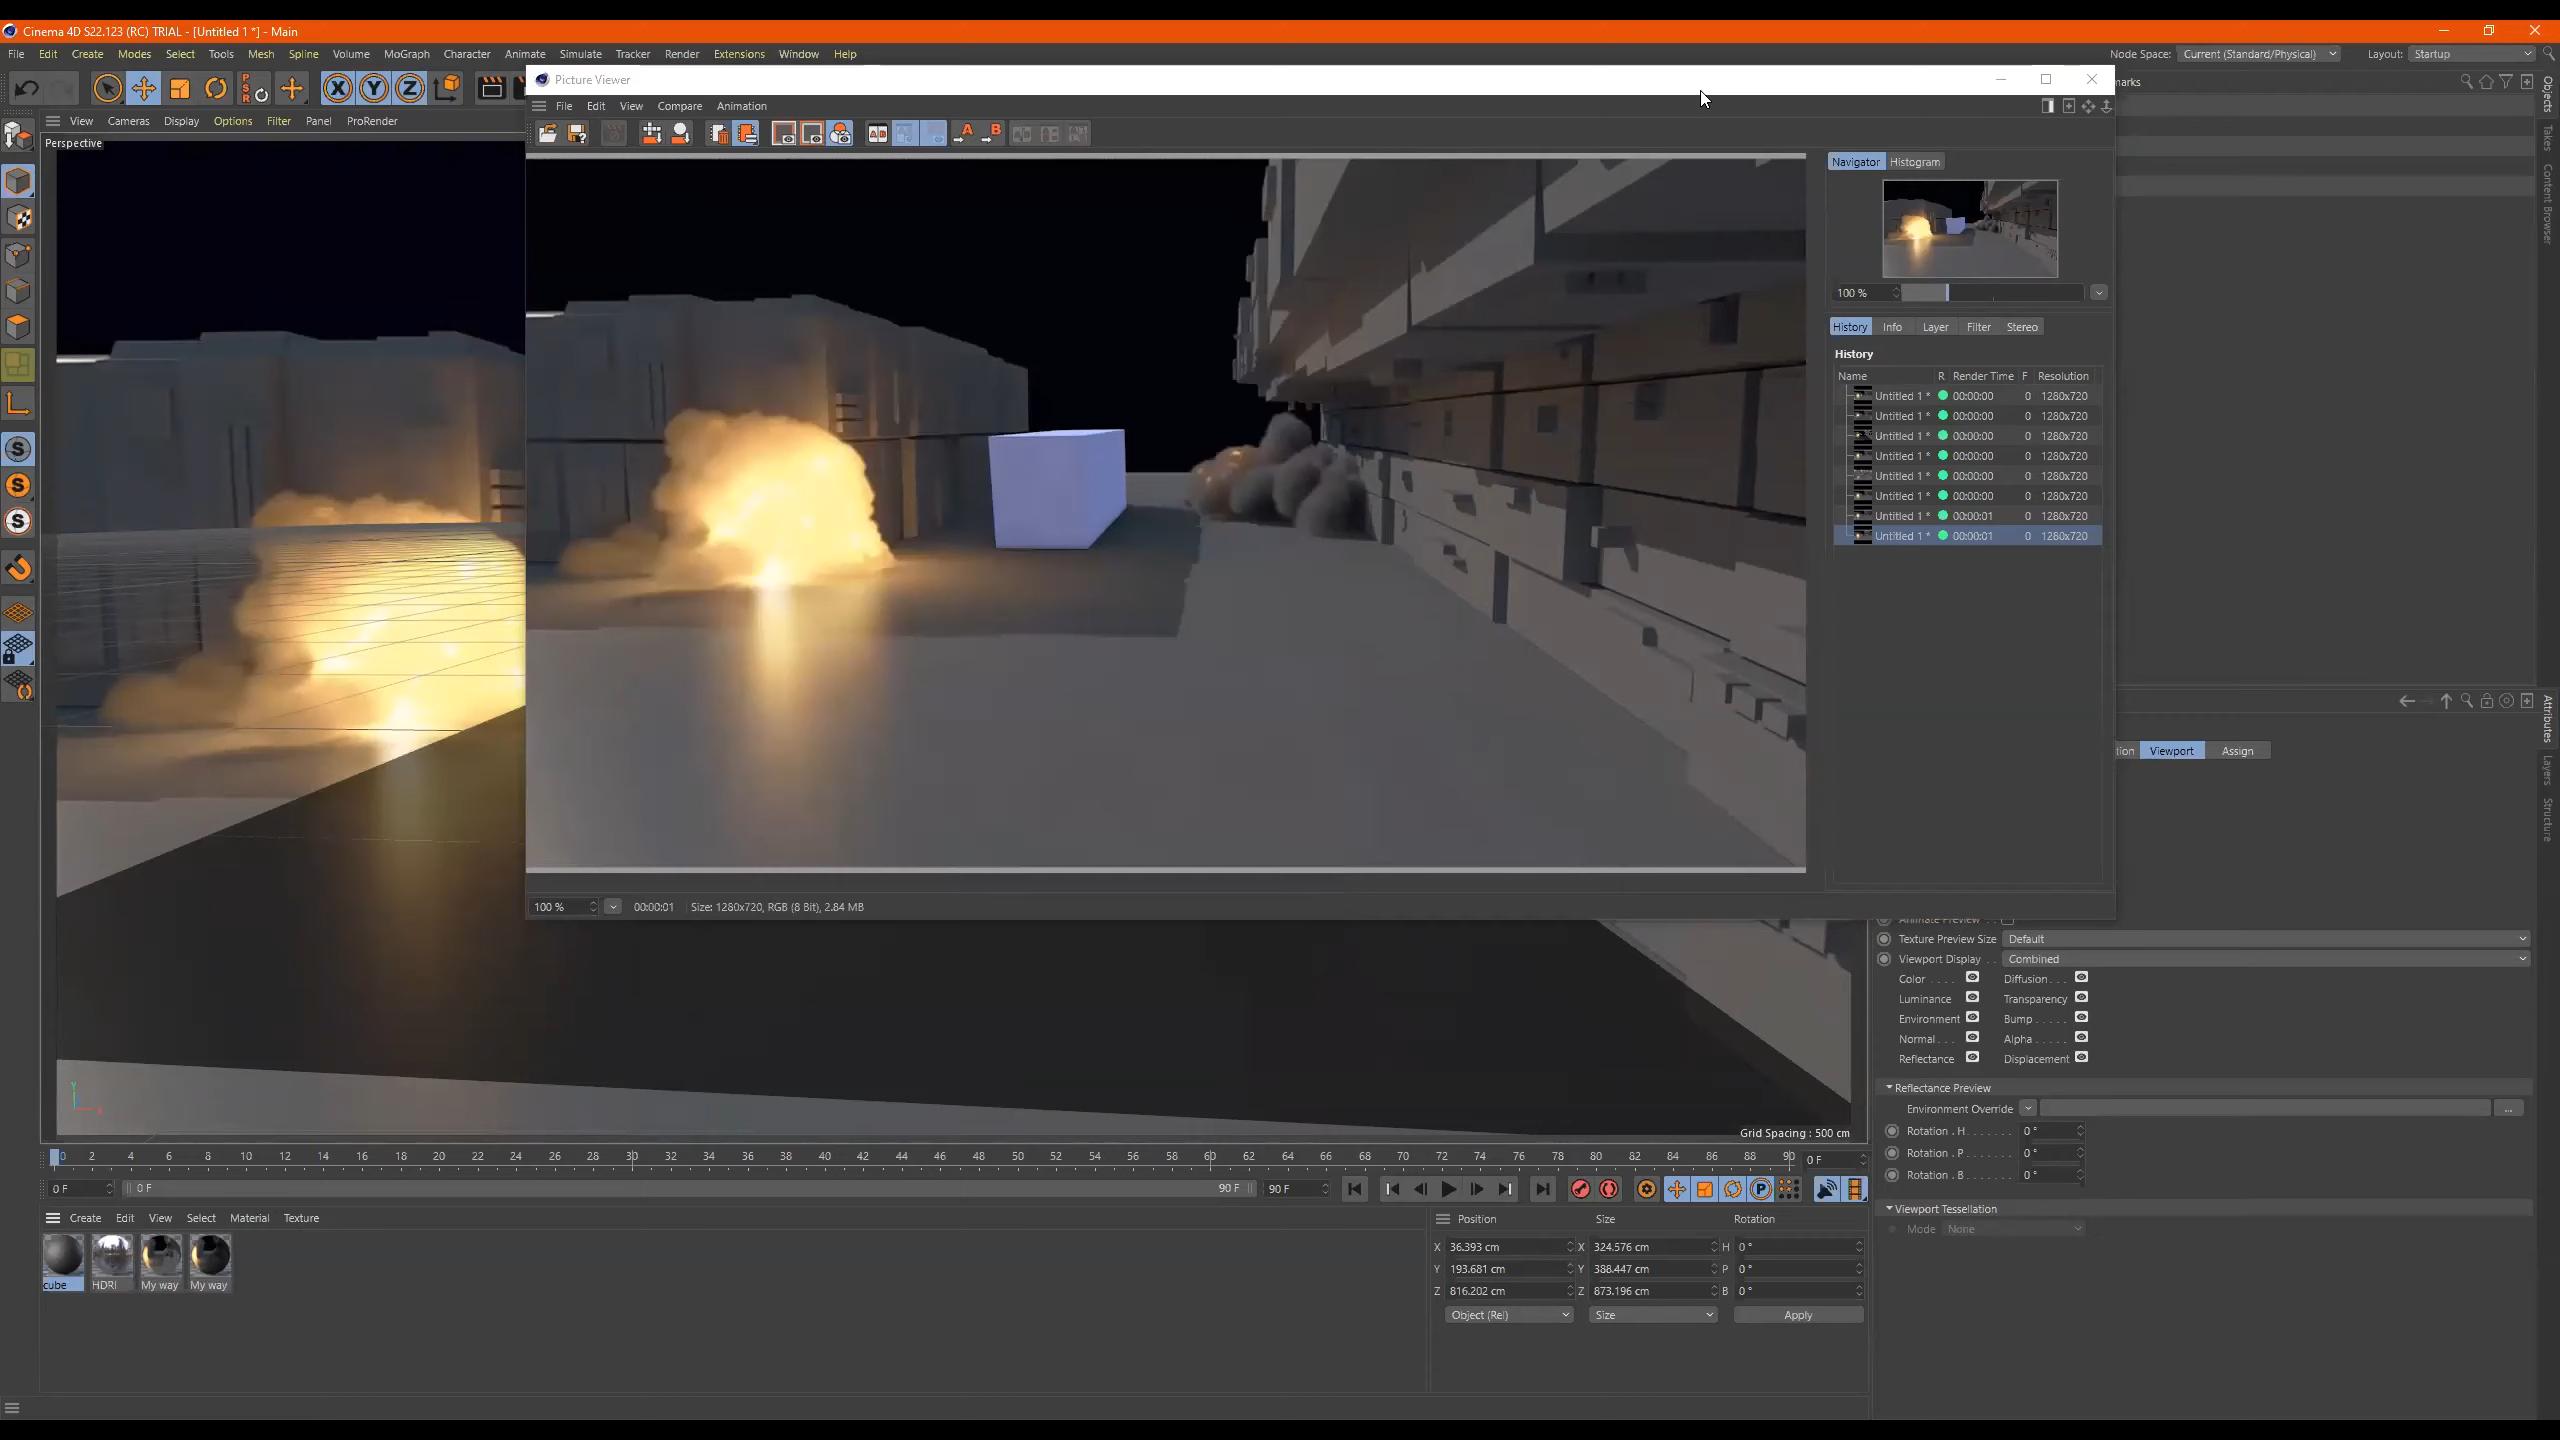 Cinema 4D S22.123 (RC) TRIAL - [Untitled 1 *] - Main
File Edit Create Modes Select Tools Mesh Spline Volume MoGraph Character Animate Simulate Tracker Render Extensions Window Help
Node Space: Current (Standard/Physical) Layout: Startup
Picture Viewer
marks
File Edit View Compare Animation
View Cameras Display Options Filter Panel ProRender
Perspective
Navigator Histogram
100 %
History Info Layer Filter Stereo
History
Name R Render Time F Resolution
Untitled 1 * 00:00:00 0 1280x720
Untitled 1 * 00:00:00 0 1280x720
Untitled 1 * 00:00:00 0 1280x720
Untitled 1 * 00:00:00 0 1280x720
Untitled 1 * 00:00:00 0 1280x720
Untitled 1 * 00:00:00 0 1280x720
Untitled 1 * 00:00:01 0 1280x720
Untitled 1 * 00:00:01 0 1280x720
Objects
Takes
Content Browser
Attributes
Layers
Structure
tion Viewport Assign
100 % 00:00:01 Size: 1280x720, RGB (8 Bit), 2.84 MB
Animate Preview
Texture Preview Size Default
Viewport Display Combined
Color Diffusion
Luminance Transparency
Environment Bump
Normal Alpha
Reflectance Displacement
Reflectance Preview
Environment Override ...
Rotation . H 0 °
Rotation . P 0 °
Rotation . B 0 °
Viewport Tessellation
Mode None
Y
X
Grid Spacing : 500 cm
0 2 4 6 8 10 12 14 16 18 20 22 24 26 28 30 32 34 36 38 40 42 44 46 48 50 52 54 56 58 60 62 64 66 68 70 72 74 76 78 80 82 84 86 88 90 0 F
0 F 0 F 90 F 90 F
Create Edit View Select Material Texture
cube HDRI My way My way
Position Size Rotation
X 36.393 cm X 324.576 cm H 0 °
Y 193.681 cm Y 388.447 cm P 0 °
Z 816.202 cm Z 873.196 cm B 0 °
Object (Rel) Size Apply